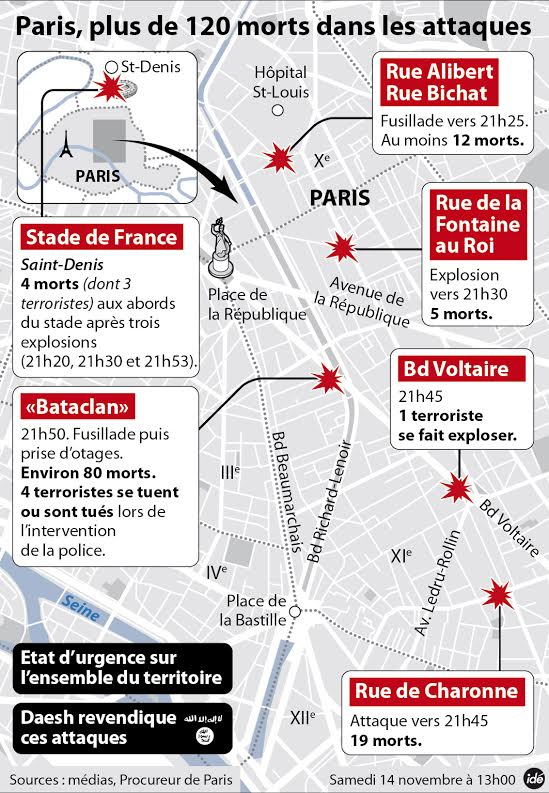 Paris, plus de 120 morts dans les attaques
St-Denis
PARIS
Hôpital
St-Louis
Rue Alibert
Rue Bichat
Fusillade vers 21h25.
Au moins 12 morts.
Xe
PARIS
Stade de France
Saint-Denis
4 morts (dont 3
terroristes) aux abords
du stade après trois
explosions
(21h20, 21h30 et 21h53).
Place de
la République
Rue de la
Fontaine
au Roi
Explosion
vers 21h30
5 morts.
Avenue de
la République
«Bataclan»
21h50. Fusillade puis
prise d’otages.
Environ 80 morts.
4 terroristes se tuent
ou sont tués lors de
l’intervention
de la police.
Bd Voltaire
21h45
1 terroriste
se fait exploser.
IIIe
Bd Beaumarchais
Bd Richard-Lenoir
Bd Voltaire
XIe
Av. Ledru-Rollin
IVe
Seine
Place de
la Bastille
Etat d’urgence sur
l’ensemble du territoire
Daesh revendique
ces attaques
لا إله إلا الله
XIIe
Rue de Charonne
Attaque vers 21h45
19 morts.
Sources : médias, Procureur de Paris
Samedi 14 novembre à 13h00
idé